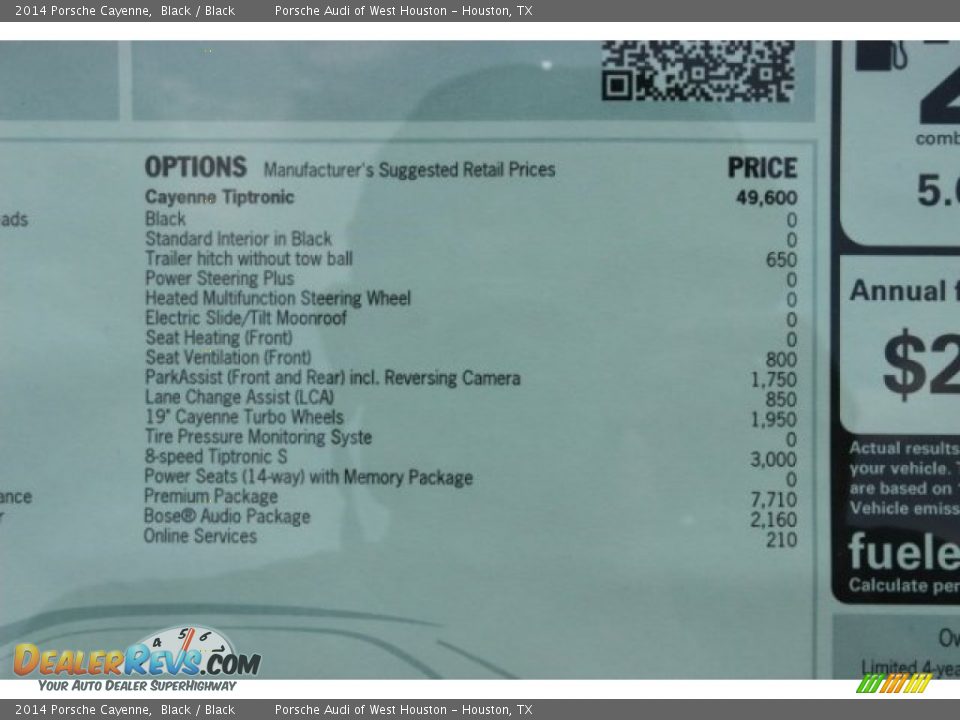 2014 Porsche Cayenne, Black / Black Porsche Audi of West Houston - Houston, TX
comb
OPTIONS Manufacturer's Suggested Retail Prices PRICE
Cayenne Tiptronic 49,600
Black 0
Standard Interior in Black 0
Trailer hitch without tow ball 650
Power Steering Plus 0
Heated Multifunction Steering Wheel 0
Electric Slide/Tilt Moonroof 0
Seat Heating (Front) 0
Seat Ventilation (Front) 800
ParkAssist (Front and Rear) incl. Reversing Camera 1,750
Lane Change Assist (LCA) 850
19" Cayenne Turbo Wheels 1,950
Tire Pressure Monitoring Syste 0
8-speed Tiptronic S 3,000
Power Seats (14-way) with Memory Package 0
Premium Package 7,710
Bose® Audio Package 2,160
Online Services 210
ads
ance
r
5.
Annual f
$2
Actual results
your vehicle.
are based on
Vehicle emiss
fuele
Calculate per
Ow
Limited 4-yea
4 5 6
DealerRevs.com
Your Auto Dealer SuperHighway
2014 Porsche Cayenne, Black / Black Porsche Audi of West Houston - Houston, TX